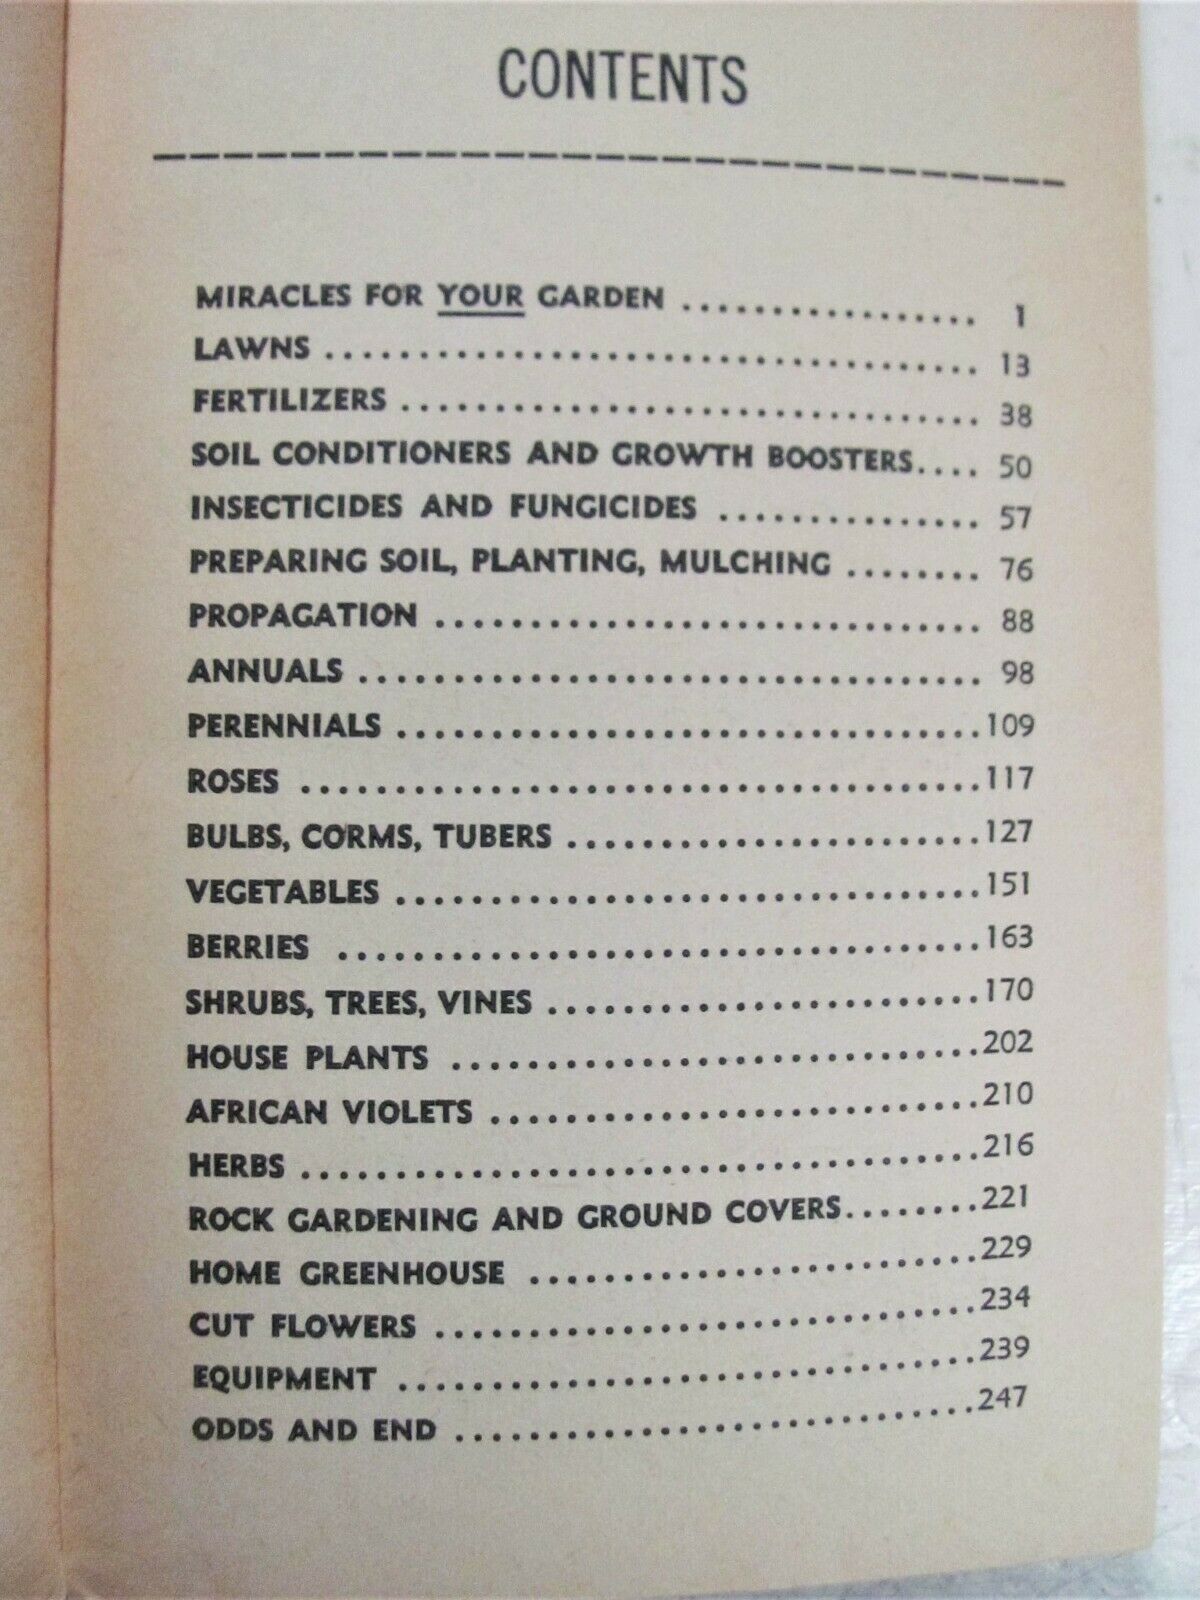 CONTENTS
MIRACLES FOR YOUR GARDEN ................. 1
LAWNS ................................... 13
FERTILIZERS ............................... 38
SOIL CONDITIONERS AND GROWTH BOOSTERS.... 50
INSECTICIDES AND FUNGICIDES .............. 57
PREPARING SOIL, PLANTING, MULCHING ........ 76
PROPAGATION ............................. 88
ANNUALS ................................. 98
PERENNIALS ...............................109
ROSES ....................................117
BULBS, CORMS, TUBERS ......................127
VEGETABLES ...............................151
BERRIES ..................................163
SHRUBS, TREES, VINES .......................170
HOUSE PLANTS ............................202
AFRICAN VIOLETS ..........................210
HERBS ....................................216
ROCK GARDENING AND GROUND COVERS........221
HOME GREENHOUSE ........................229
CUT FLOWERS .............................234
EQUIPMENT ...............................239
ODDS AND END ............................247